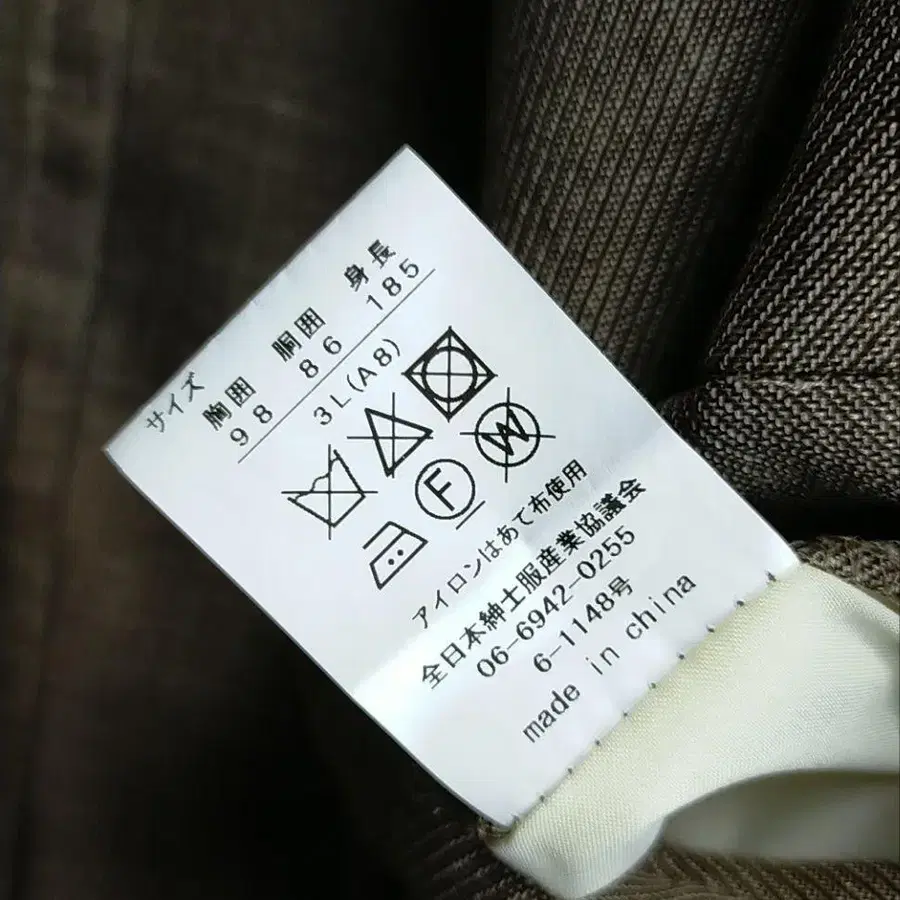 サイズ
胸囲 胴囲 身長
98 86 185
3L(A8)
F W
アイロンはあて布使用
全日本紳士服産業協議会
06-6942-0255
6-1148号
made in china